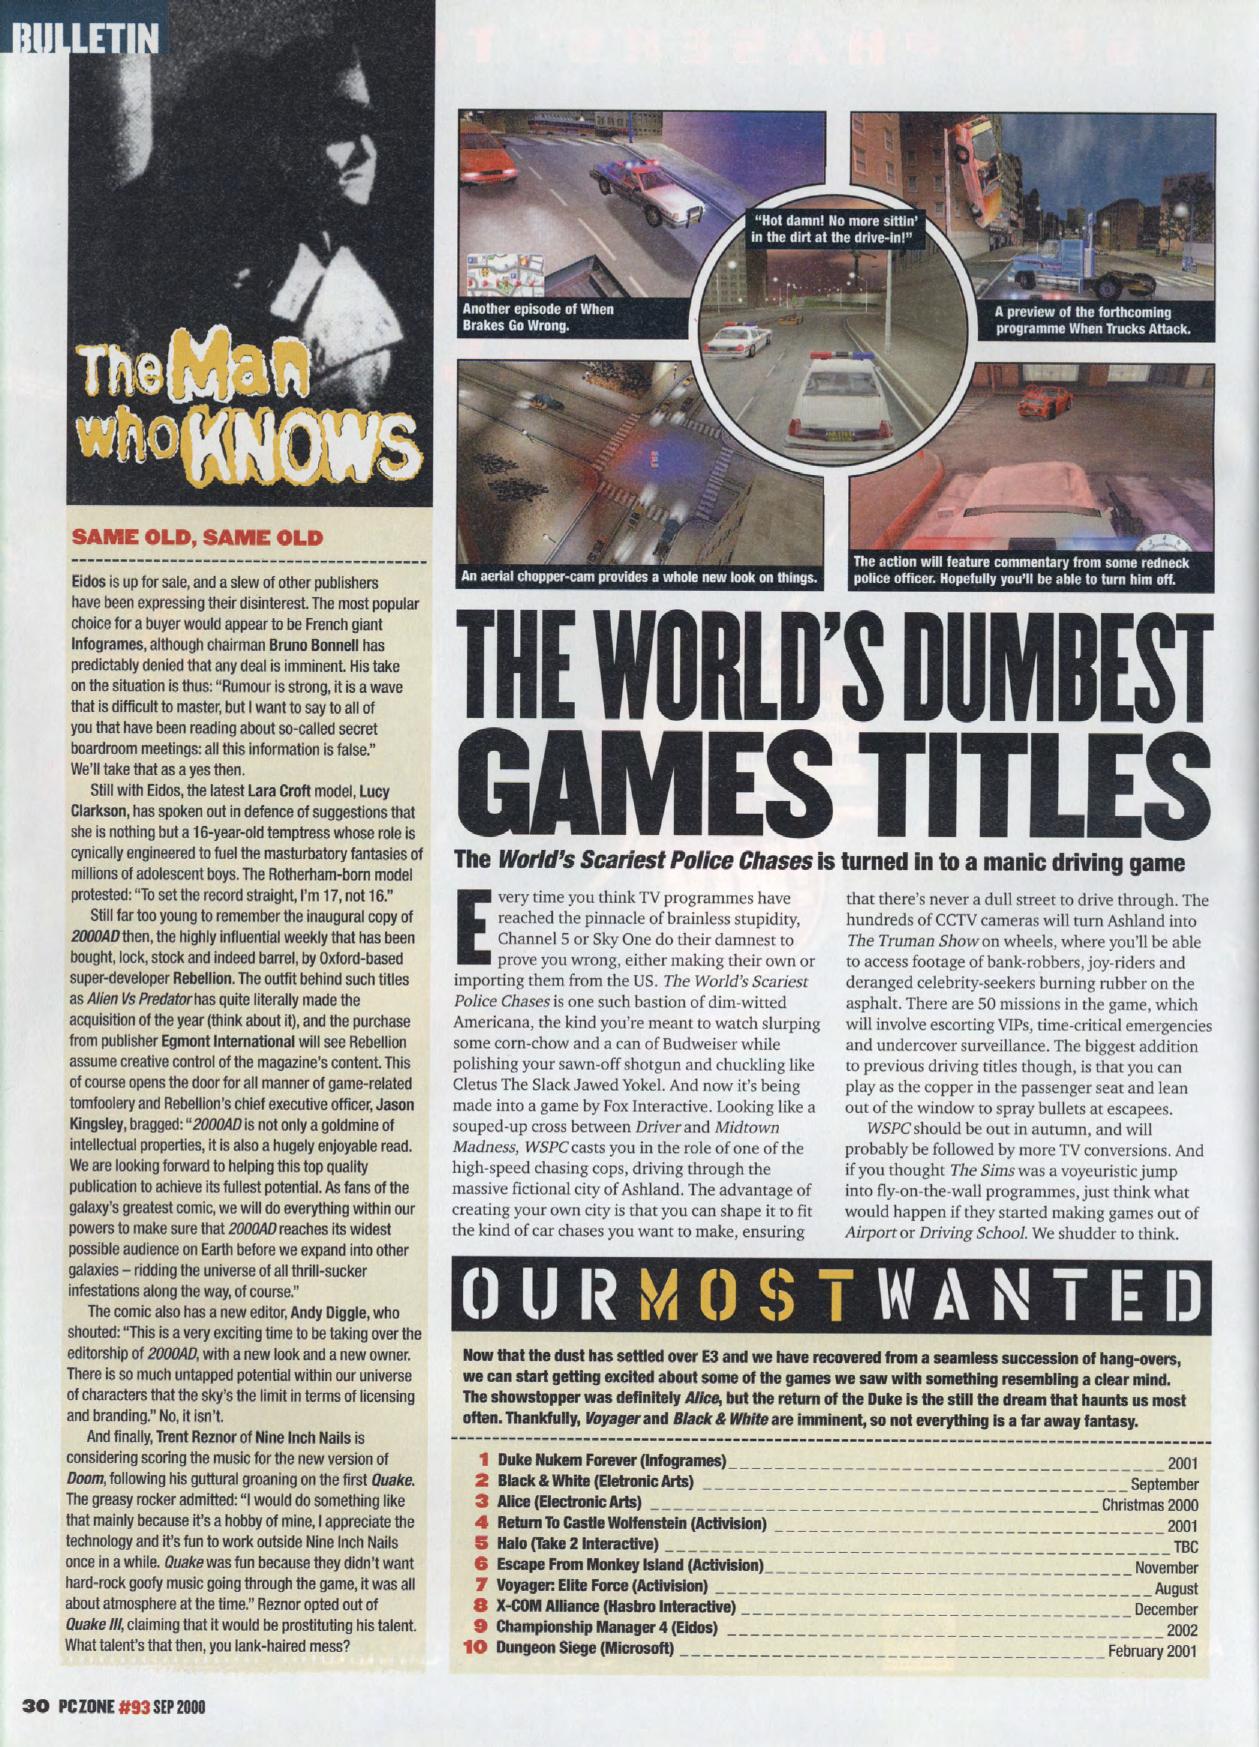 BULLETIN
The Man
who KNOWS
SAME OLD, SAME OLD
Eidos is up for sale, and a slew of other publishers
have been expressing their disinterest. The most popular
choice for a buyer would appear to be French giant
Infogrames, although chairman Bruno Bonnell has
predictably denied that any deal is imminent. His take
on the situation is thus: “Rumour is strong, it is a wave
that is difficult to master, but I want to say to all of
you that have been reading about so-called secret
boardroom meetings: all this information is false.”
We’ll take that as a yes then.
Still with Eidos, the latest Lara Croft model, Lucy
Clarkson, has spoken out in defence of suggestions that
she is nothing but a 16-year-old temptress whose role is
cynically engineered to fuel the masturbatory fantasies of
millions of adolescent boys. The Rotherham-born model
protested: “To set the record straight, I’m 17, not 16.”
Still far too young to remember the inaugural copy of
2000AD then, the highly influential weekly that has been
bought, lock, stock and indeed barrel, by Oxford-based
super-developer Rebellion. The outfit behind such titles
as Alien Vs Predator has quite literally made the
acquisition of the year (think about it), and the purchase
from publisher Egmont International will see Rebellion
assume creative control of the magazine’s content. This
of course opens the door for all manner of game-related
tomfoolery and Rebellion’s chief executive officer, Jason
Kingsley, bragged: “2000AD is not only a goldmine of
intellectual properties, it is also a hugely enjoyable read.
We are looking forward to helping this top quality
publication to achieve its fullest potential. As fans of the
galaxy’s greatest comic, we will do everything within our
powers to make sure that 2000AD reaches its widest
possible audience on Earth before we expand into other
galaxies – ridding the universe of all thrill-sucker
infestations along the way, of course.”
The comic also has a new editor, Andy Diggle, who
shouted: “This is a very exciting time to be taking over the
editorship of 2000AD, with a new look and a new owner.
There is so much untapped potential within our universe
of characters that the sky’s the limit in terms of licensing
and branding.” No, it isn’t.
And finally, Trent Reznor of Nine Inch Nails is
considering scoring the music for the new version of
Doom, following his guttural groaning on the first Quake.
The greasy rocker admitted: “I would do something like
that mainly because it’s a hobby of mine, I appreciate the
technology and it’s fun to work outside Nine Inch Nails
once in a while. Quake was fun because they didn’t want
hard-rock goofy music going through the game, it was all
about atmosphere at the time.” Reznor opted out of
Quake III, claiming that it would be prostituting his talent.
What talent’s that then, you lank-haired mess?
Another episode of When
Brakes Go Wrong.
“Hot damn! No more sittin’
in the dirt at the drive-in!”
A preview of the forthcoming
programme When Trucks Attack.
An aerial chopper-cam provides a whole new look on things.
The action will feature commentary from some redneck
police officer. Hopefully you’ll be able to turn him off.
THE WORLD’S DUMBEST
GAMES TITLES
The World’s Scariest Police Chases is turned in to a manic driving game
Every time you think TV programmes have
reached the pinnacle of brainless stupidity,
Channel 5 or Sky One do their damnest to
prove you wrong, either making their own or
importing them from the US. The World’s Scariest
Police Chases is one such bastion of dim-witted
Americana, the kind you’re meant to watch slurping
some corn-chow and a can of Budweiser while
polishing your sawn-off shotgun and chuckling like
Cletus The Slack Jawed Yokel. And now it’s being
made into a game by Fox Interactive. Looking like a
souped-up cross between Driver and Midtown
Madness, WSPC casts you in the role of one of the
high-speed chasing cops, driving through the
massive fictional city of Ashland. The advantage of
creating your own city is that you can shape it to fit
the kind of car chases you want to make, ensuring
that there’s never a dull street to drive through. The
hundreds of CCTV cameras will turn Ashland into
The Truman Show on wheels, where you’ll be able
to access footage of bank-robbers, joy-riders and
deranged celebrity-seekers burning rubber on the
asphalt. There are 50 missions in the game, which
will involve escorting VIPs, time-critical emergencies
and undercover surveillance. The biggest addition
to previous driving titles though, is that you can
play as the copper in the passenger seat and lean
out of the window to spray bullets at escapees.
WSPC should be out in autumn, and will
probably be followed by more TV conversions. And
if you thought The Sims was a voyeuristic jump
into fly-on-the-wall programmes, just think what
would happen if they started making games out of
Airport or Driving School. We shudder to think.
OUR MOST WANTED
Now that the dust has settled over E3 and we have recovered from a seamless succession of hang-overs,
we can start getting excited about some of the games we saw with something resembling a clear mind.
The showstopper was definitely Alice, but the return of the Duke is the still the dream that haunts us most
often. Thankfully, Voyager and Black & White are imminent, so not everything is a far away fantasy.
1 Duke Nukem Forever (Infogrames) 2001
2 Black & White (Eletronic Arts) September
3 Alice (Electronic Arts) Christmas 2000
4 Return To Castle Wolfenstein (Activision) 2001
5 Halo (Take 2 Interactive) TBC
6 Escape From Monkey Island (Activision) November
7 Voyager: Elite Force (Activision) August
8 X-COM Alliance (Hasbro Interactive) December
9 Championship Manager 4 (Eidos) 2002
10 Dungeon Siege (Microsoft) February 2001
30 PC ZONE #93 SEP 2000